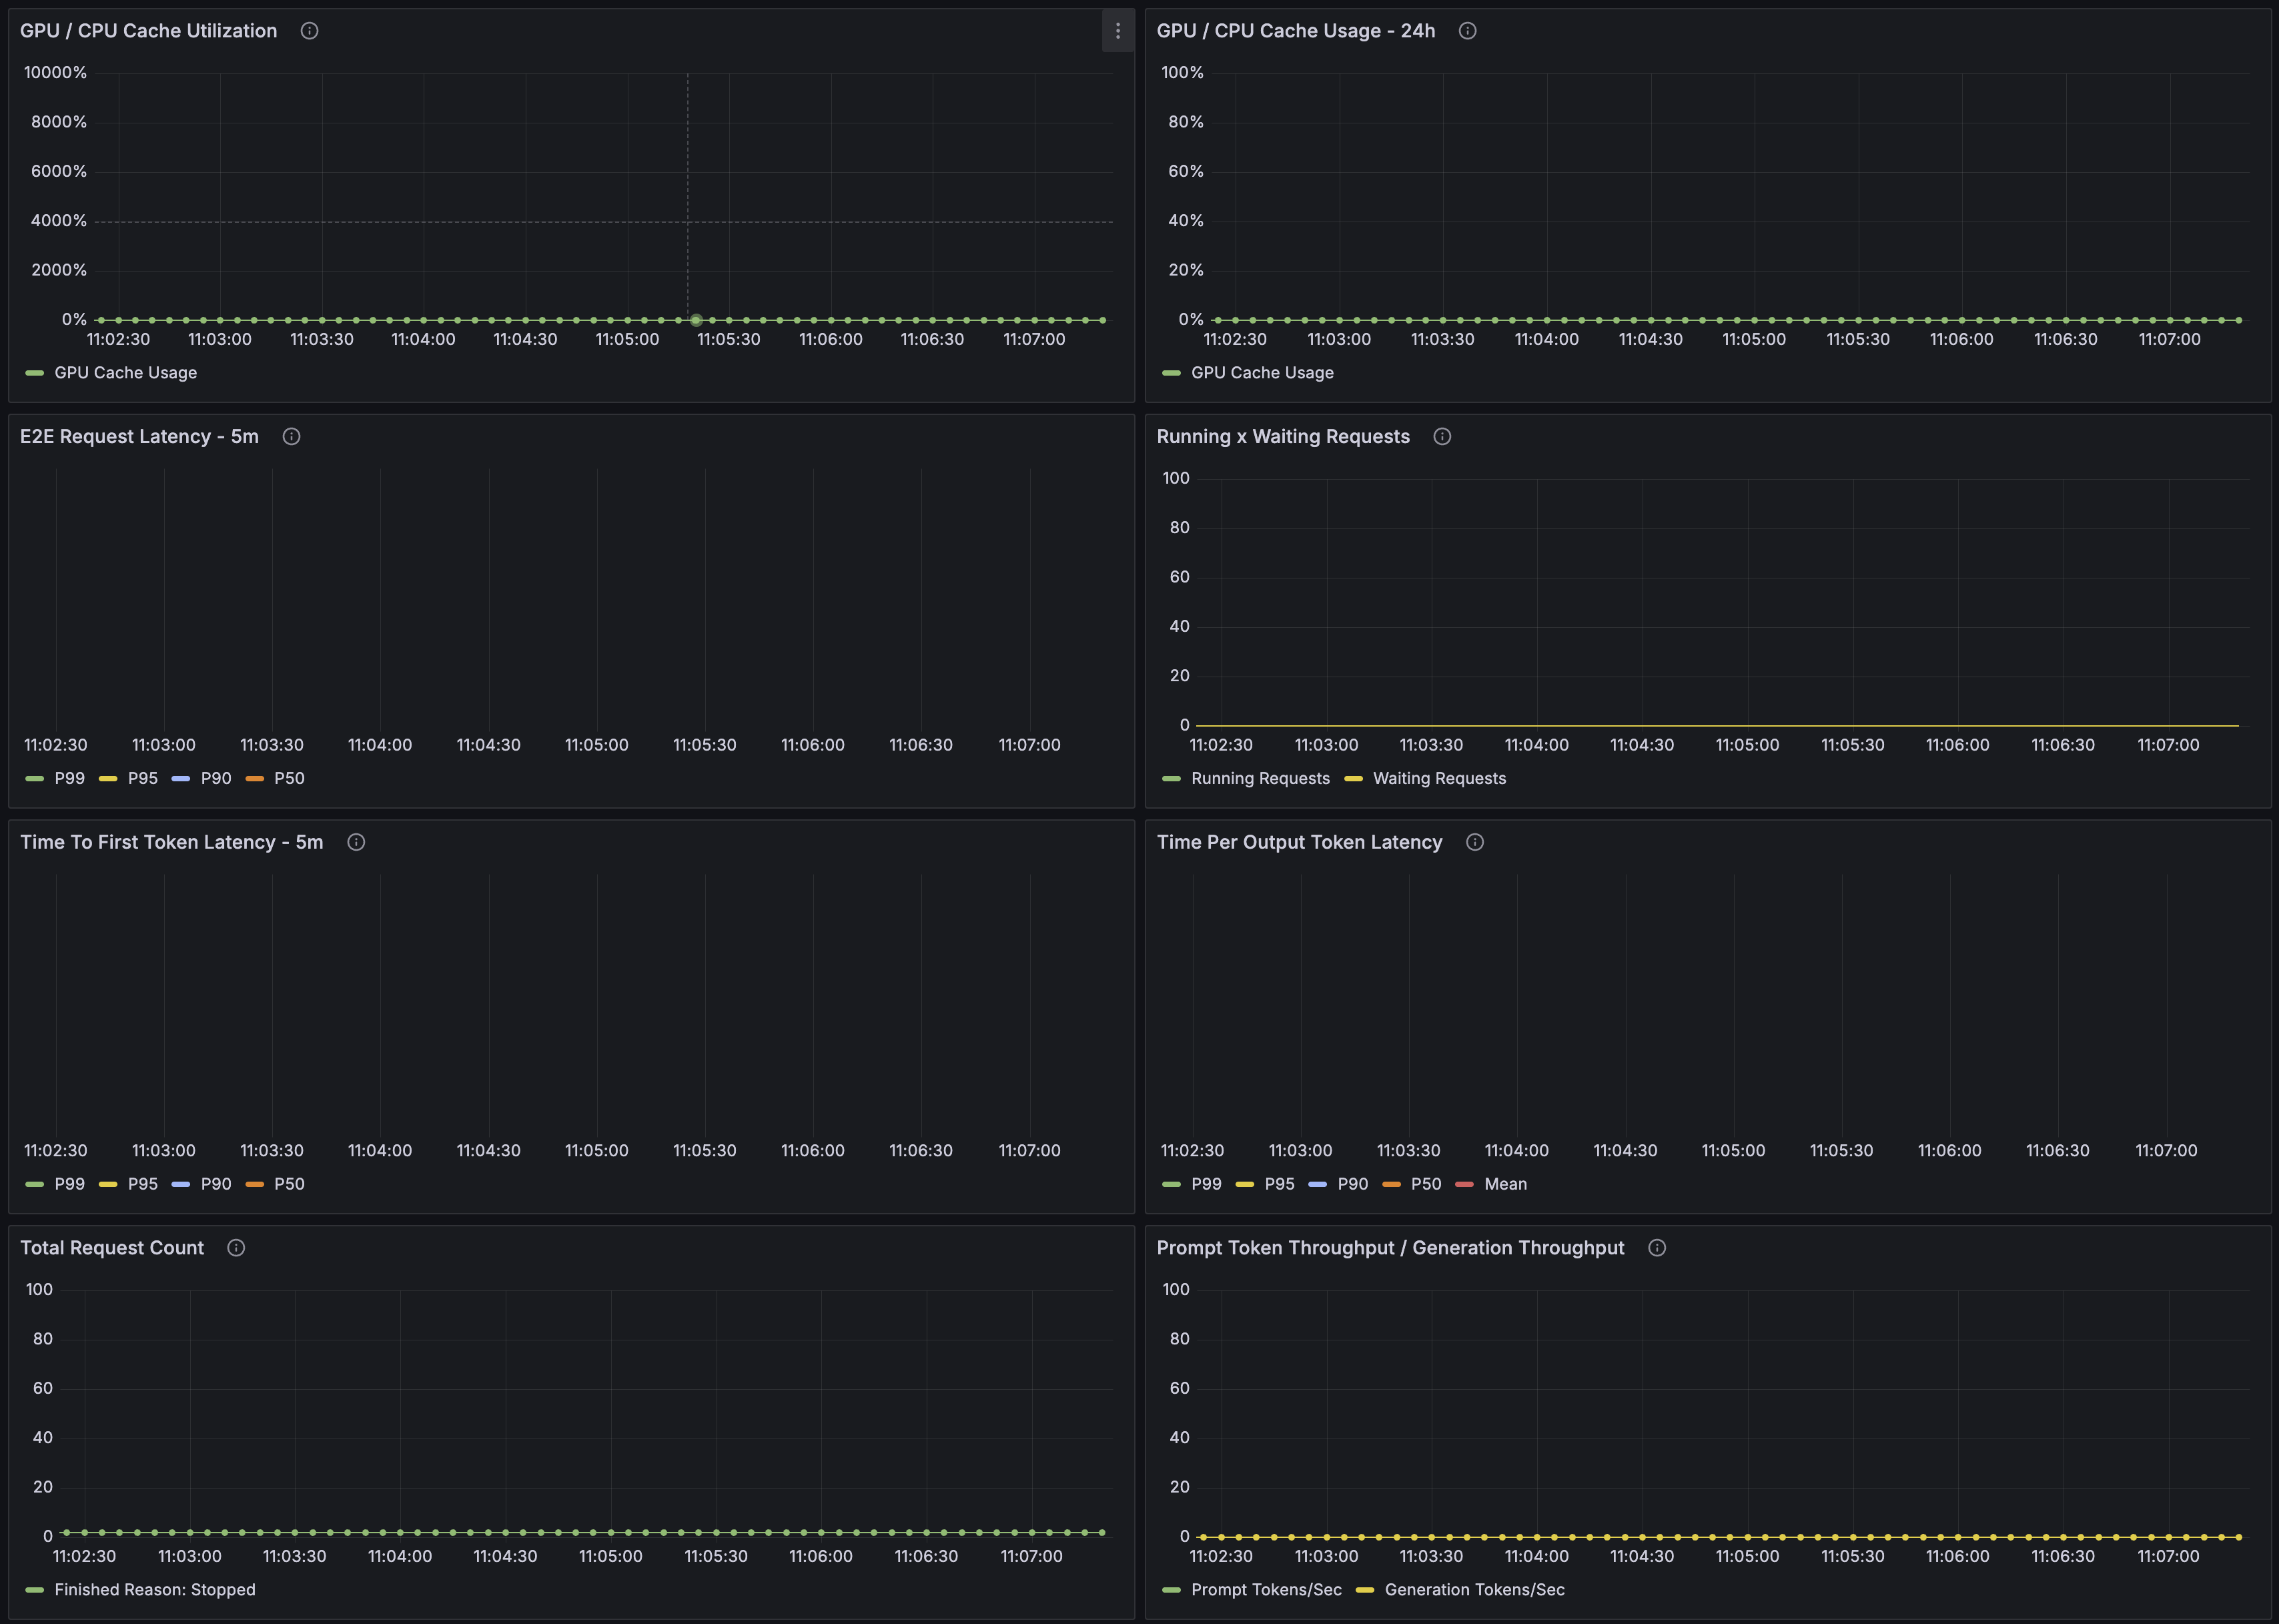 GPU / CPU Cache Utilization
10000%
8000%
6000%
4000%
2000%
0%
11:02:30 11:03:00 11:03:30 11:04:00 11:04:30 11:05:00 11:05:30 11:06:00 11:06:30 11:07:00
GPU Cache Usage
GPU / CPU Cache Usage - 24h
100%
80%
60%
40%
20%
0%
11:02:30 11:03:00 11:03:30 11:04:00 11:04:30 11:05:00 11:05:30 11:06:00 11:06:30 11:07:00
GPU Cache Usage
E2E Request Latency - 5m
11:02:30 11:03:00 11:03:30 11:04:00 11:04:30 11:05:00 11:05:30 11:06:00 11:06:30 11:07:00
P99 P95 P90 P50
Running x Waiting Requests
100
80
60
40
20
0
11:02:30 11:03:00 11:03:30 11:04:00 11:04:30 11:05:00 11:05:30 11:06:00 11:06:30 11:07:00
Running Requests Waiting Requests
Time To First Token Latency - 5m
11:02:30 11:03:00 11:03:30 11:04:00 11:04:30 11:05:00 11:05:30 11:06:00 11:06:30 11:07:00
P99 P95 P90 P50
Time Per Output Token Latency
11:02:30 11:03:00 11:03:30 11:04:00 11:04:30 11:05:00 11:05:30 11:06:00 11:06:30 11:07:00
P99 P95 P90 P50 Mean
Total Request Count
100
80
60
40
20
0
11:02:30 11:03:00 11:03:30 11:04:00 11:04:30 11:05:00 11:05:30 11:06:00 11:06:30 11:07:00
Finished Reason: Stopped
Prompt Token Throughput / Generation Throughput
100
80
60
40
20
0
11:02:30 11:03:00 11:03:30 11:04:00 11:04:30 11:05:00 11:05:30 11:06:00 11:06:30 11:07:00
Prompt Tokens/Sec Generation Tokens/Sec